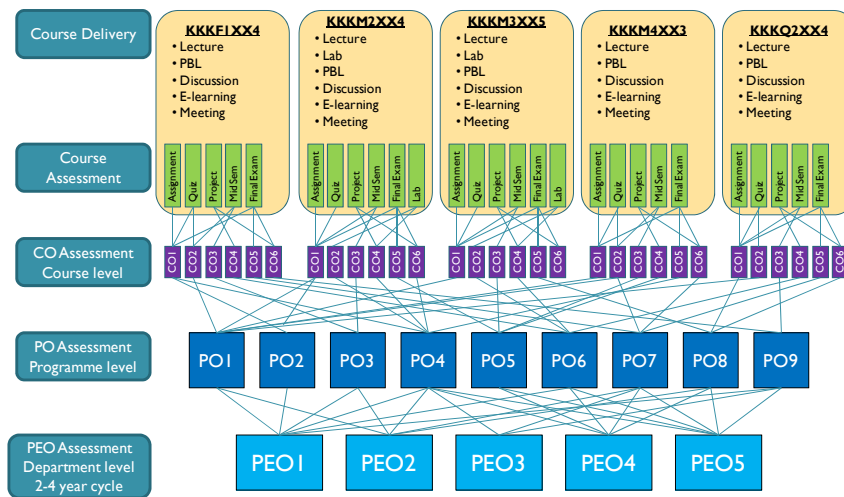 Course Delivery
KKKF1XX4
• Lecture
• PBL
• Discussion
• E-learning
• Meeting
KKKM2XX4
• Lecture
• Lab
• PBL
• Discussion
• E-learning
• Meeting
KKKM3XX5
• Lecture
• Lab
• PBL
• Discussion
• E-learning
• Meeting
KKKM4XX3
• Lecture
• PBL
• Discussion
• E-learning
• Meeting
KKKQ2XX4
• Lecture
• PBL
• Discussion
• E-learning
• Meeting
Course
Assessment
Assignment
Quiz
Project
Mid Sem
Final Exam
Assignment
Quiz
Project
Mid Sem
Final Exam
Lab
Assignment
Quiz
Project
Mid Sem
Final Exam
Lab
Assignment
Quiz
Project
Mid Sem
Final Exam
Assignment
Quiz
Project
Mid Sem
Final Exam
CO Assessment
Course level
CO1
CO2
CO3
CO4
CO5
CO6
CO1
CO2
CO3
CO4
CO5
CO6
CO1
CO2
CO3
CO4
CO5
CO6
CO1
CO2
CO3
CO4
CO5
CO6
CO1
CO2
CO3
CO4
CO5
CO6
PO Assessment
Programme level
PO1
PO2
PO3
PO4
PO5
PO6
PO7
PO8
PO9
PEO Assessment
Department level
2-4 year cycle
PEO1
PEO2
PEO3
PEO4
PEO5